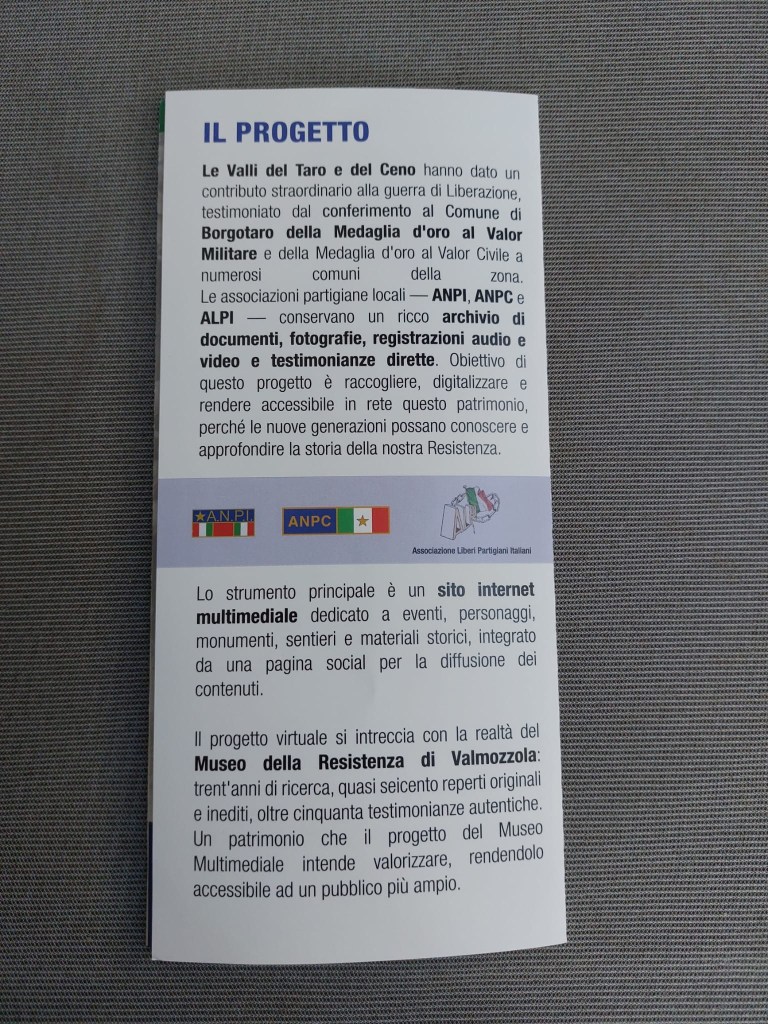 IL PROGETTO
Le Valli del Taro e del Ceno hanno dato un
contributo straordinario alla guerra di Liberazione,
testimoniato dal conferimento al Comune di
Borgotaro della Medaglia d'oro al Valor
Militare e della Medaglia d'oro al Valor Civile a
numerosi comuni della zona.
Le associazioni partigiane locali — ANPI, ANPC e
ALPI — conservano un ricco archivio di
documenti, fotografie, registrazioni audio e
video e testimonianze dirette. Obiettivo di
questo progetto è raccogliere, digitalizzare e
rendere accessibile in rete questo patrimonio,
perché le nuove generazioni possano conoscere e
approfondire la storia della nostra Resistenza.
A.N.P.I
ANPC
Associazione Liberi Partigiani Italiani
Lo strumento principale è un sito internet
multimediale dedicato a eventi, personaggi,
monumenti, sentieri e materiali storici, integrato
da una pagina social per la diffusione dei
contenuti.
Il progetto virtuale si intreccia con la realtà del
Museo della Resistenza di Valmozzola:
trent'anni di ricerca, quasi seicento reperti originali
e inediti, oltre cinquanta testimonianze autentiche.
Un patrimonio che il progetto del Museo
Multimediale intende valorizzare, rendendolo
accessibile ad un pubblico più ampio.